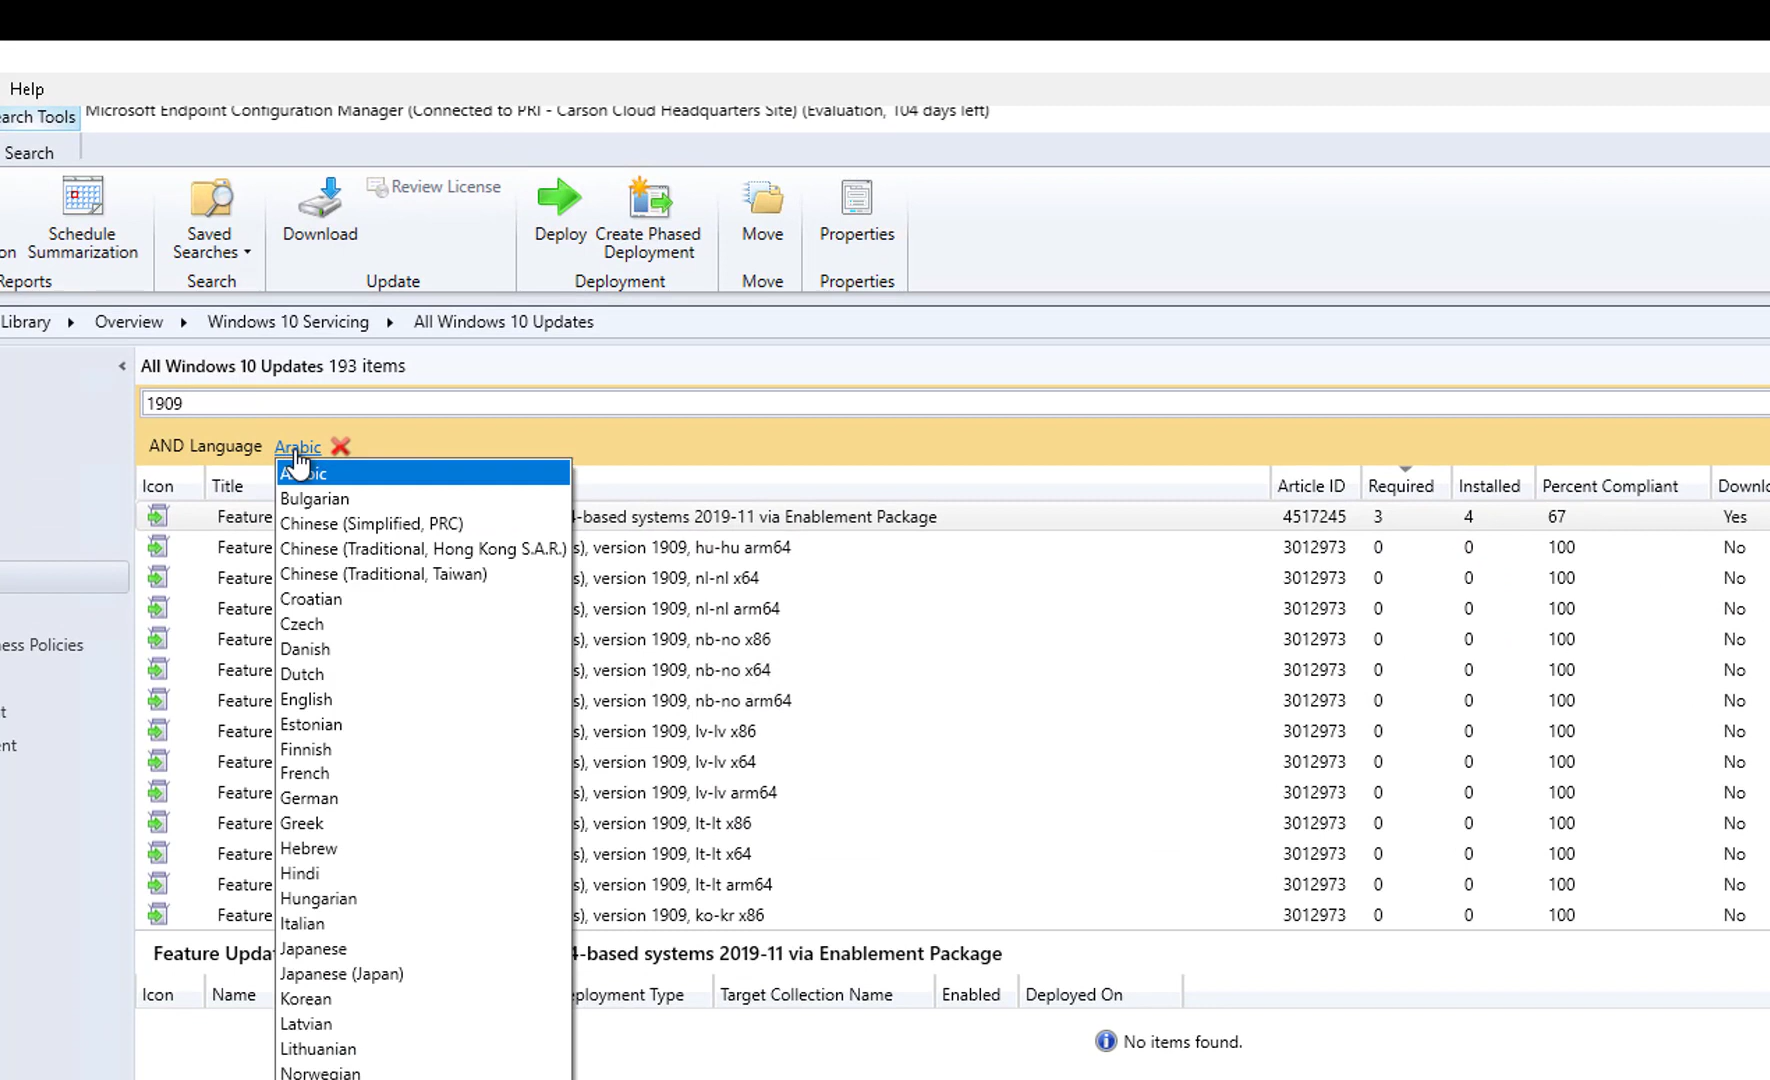 Help
earch Tools
Microsoft Endpoint Configuration Manager (Connected to PRI - Carson Cloud Headquarters Site) (Evaluation, 104 days left)
Search
on
Schedule
Summarization
Reports
Saved
Searches
Search
Download
Review License
Update
Deploy
Create Phased
Deployment
Deployment
Move
Move
Properties
Properties
Library Overview Windows 10 Servicing All Windows 10 Updates
ess Policies
t
ent
All Windows 10 Updates 193 items
1909
AND Language Arabic
Icon Title Article ID Required Installed Percent Compliant Downlo
Feature 4-based systems 2019-11 via Enablement Package 4517245 3 4 67 Yes
Feature s), version 1909, hu-hu arm64 3012973 0 0 100 No
Feature s), version 1909, nl-nl x64 3012973 0 0 100 No
Feature s), version 1909, nl-nl arm64 3012973 0 0 100 No
Feature s), version 1909, nb-no x86 3012973 0 0 100 No
Feature s), version 1909, nb-no x64 3012973 0 0 100 No
Feature s), version 1909, nb-no arm64 3012973 0 0 100 No
Feature s), version 1909, lv-lv x86 3012973 0 0 100 No
Feature s), version 1909, lv-lv x64 3012973 0 0 100 No
Feature s), version 1909, lv-lv arm64 3012973 0 0 100 No
Feature s), version 1909, lt-lt x86 3012973 0 0 100 No
Feature s), version 1909, lt-lt x64 3012973 0 0 100 No
Feature s), version 1909, lt-lt arm64 3012973 0 0 100 No
Feature s), version 1909, ko-kr x86 3012973 0 0 100 No
Arabic
Bulgarian
Chinese (Simplified, PRC)
Chinese (Traditional, Hong Kong S.A.R.)
Chinese (Traditional, Taiwan)
Croatian
Czech
Danish
Dutch
English
Estonian
Finnish
French
German
Greek
Hebrew
Hindi
Hungarian
Italian
Japanese
Japanese (Japan)
Korean
Latvian
Lithuanian
Norwegian
Feature Updat 4-based systems 2019-11 via Enablement Package
Icon Name eployment Type Target Collection Name Enabled Deployed On
No items found.